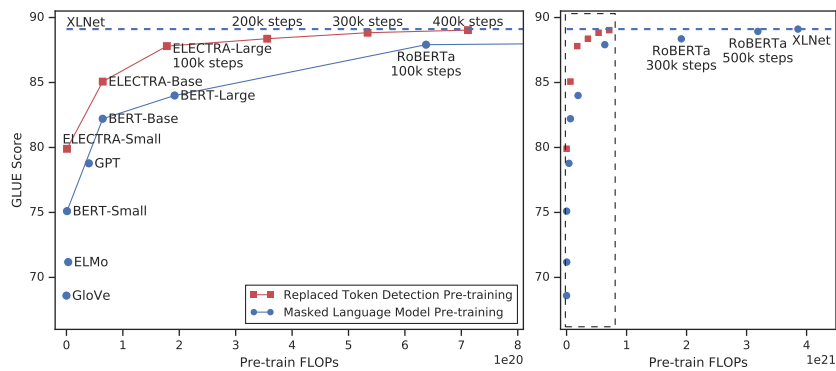 90
85
80
75
70
GLUE Score
XLNet
200k steps
300k steps
400k steps
ELECTRA-Large
100k steps
RoBERTa
100k steps
ELECTRA-Base
BERT-Large
BERT-Base
ELECTRA-Small
GPT
BERT-Small
ELMo
GloVe
Replaced Token Detection Pre-training
Masked Language Model Pre-training
0 1 2 3 4 5 6 7 8
Pre-train FLOPs
1e20
90
85
80
75
70
RoBERTa
300k steps
RoBERTa
500k steps
XLNet
0 1 2 3 4
Pre-train FLOPs
1e21